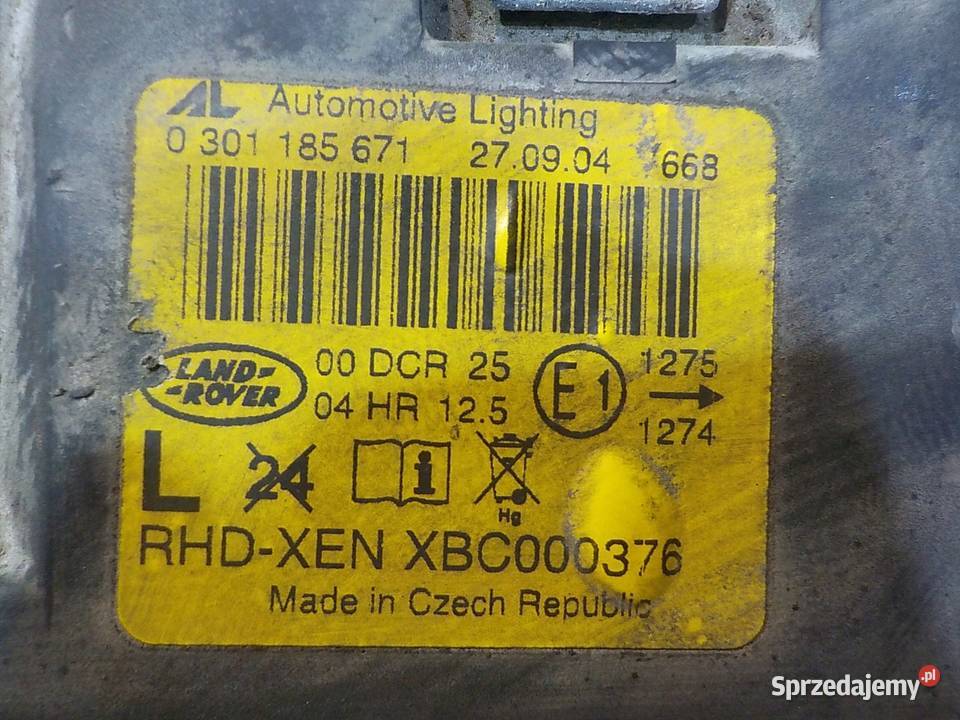 AL Automotive Lighting
0 301 185 671 27.09.04 668
LAND-
-ROVER
00 DCR 25
04 HR 12.5
E1
1275
1274
L 24 i
Hg
RHD-XEN XBC000376
Made in Czech Republic
Sprzedajemy.pl